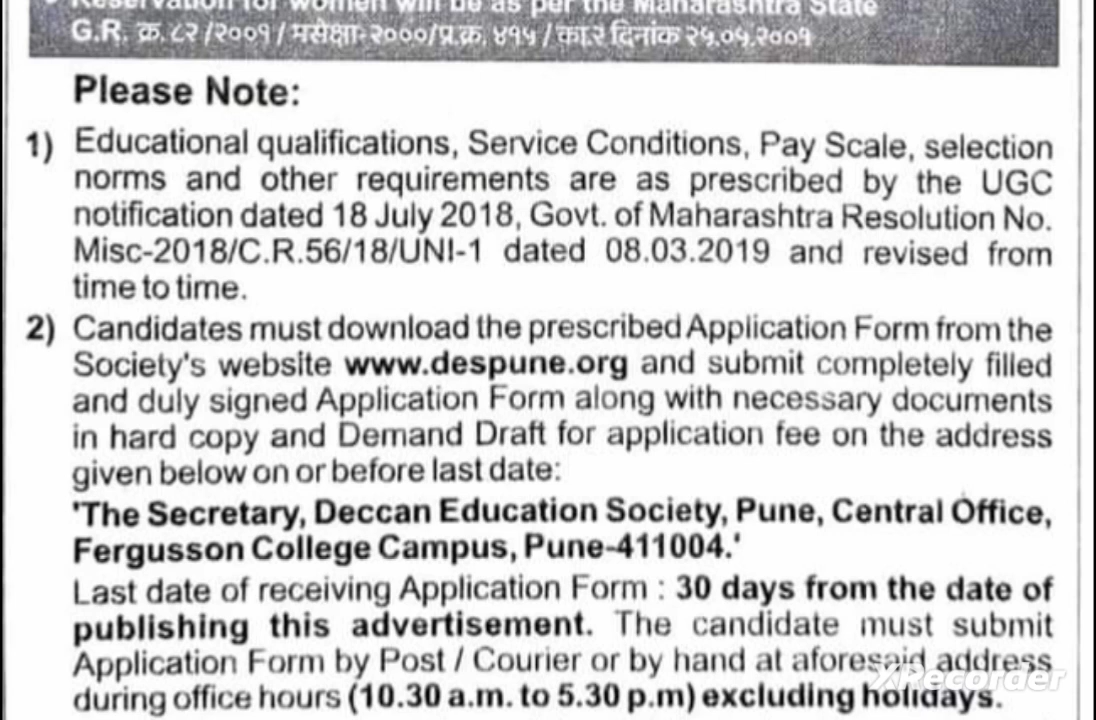 Reservation for women will be as per the Maharashtra State
G.R. क्र. ८२/२००१/मसेक्षा-२०००/प्र.क्र. ४१५/का.२ दिनांक २५.०५.२००१
Please Note:
1) Educational qualifications, Service Conditions, Pay Scale, selection
norms and other requirements are as prescribed by the UGC
notification dated 18 July 2018, Govt. of Maharashtra Resolution No.
Misc-2018/C.R.56/18/UNI-1 dated 08.03.2019 and revised from
time to time.
2) Candidates must download the prescribed Application Form from the
Society's website www.despune.org and submit completely filled
and duly signed Application Form along with necessary documents
in hard copy and Demand Draft for application fee on the address
given below on or before last date:
'The Secretary, Deccan Education Society, Pune, Central Office,
Fergusson College Campus, Pune-411004.'
Last date of receiving Application Form : 30 days from the date of
publishing this advertisement. The candidate must submit
Application Form by Post / Courier or by hand at aforesaid address
during office hours (10.30 a.m. to 5.30 p.m) excluding holidays.
XRecorder